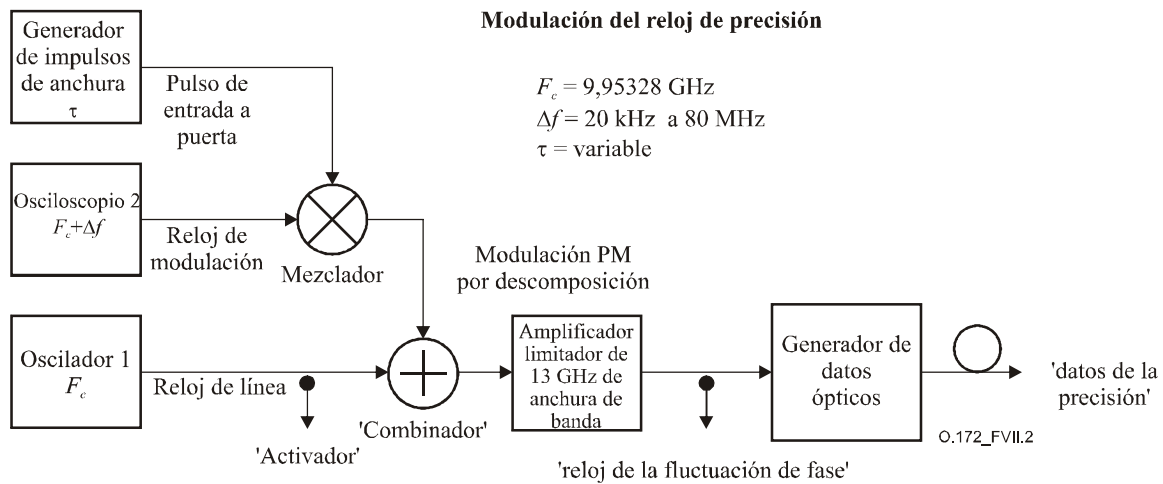 Modulación del reloj de precisión
Generador
de impulsos
de anchura
τ
Pulso de
entrada a
puerta
F_c = 9,95328 GHz
Δf = 20 kHz a 80 MHz
τ = variable
Osciloscopio 2
F_c+Δf
Reloj de
modulación
Mezclador
Modulación PM
por descomposición
Oscilador 1
F_c
Reloj de línea
'Activador'
'Combinador'
Amplificador
limitador de
13 GHz de
anchura de
banda
'reloj de la fluctuación de fase'
Generador de
datos
ópticos
'datos de la
precisión'
O.172_FVII.2